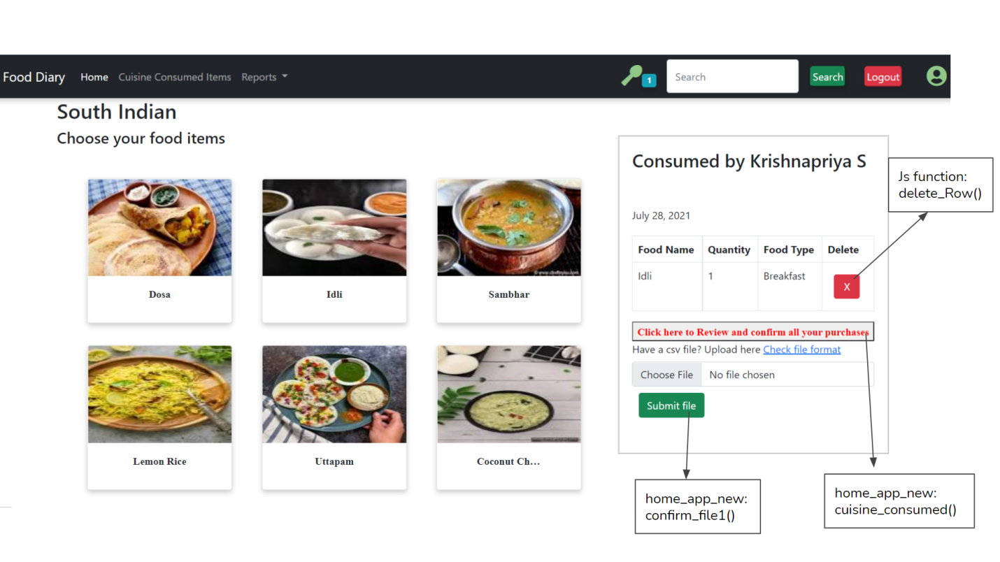 Food Diary Home Cuisine Consumed Items Reports 1 Search Search Logout
South Indian
Choose your food items
Dosa
Idli
Sambhar
Lemon Rice
Uttapam
Coconut Ch...
Consumed by Krishnapriya S
July 28, 2021
Food Name Quantity Food Type Delete
Idli 1 Breakfast X
Click here to Review and confirm all your purchases
Have a csv file? Upload here Check file format
Choose File No file chosen
Submit file
Js function:
delete_Row()
home_app_new:
confirm_file1()
home_app_new:
cuisine_consumed()